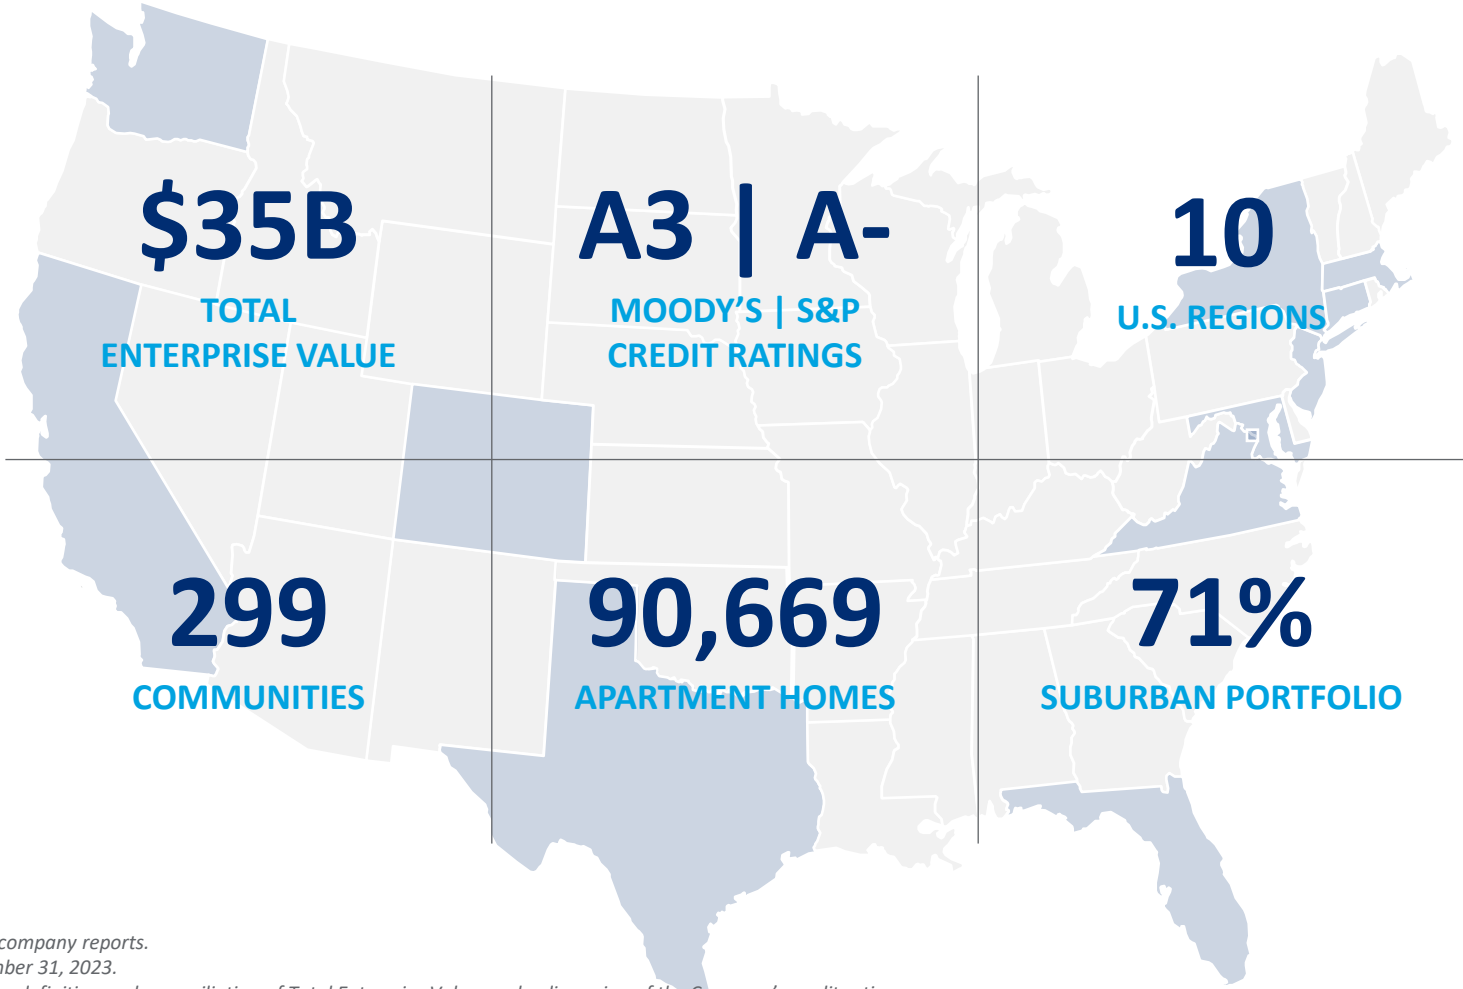 $35B
TOTAL
ENTERPRISE VALUE
A3 | A-
MOODY’S | S&P
CREDIT RATINGS
10
U.S. REGIONS
299
COMMUNITIES
90,669
APARTMENT HOMES
71%
SUBURBAN PORTFOLIO
company reports.
31, 2023.